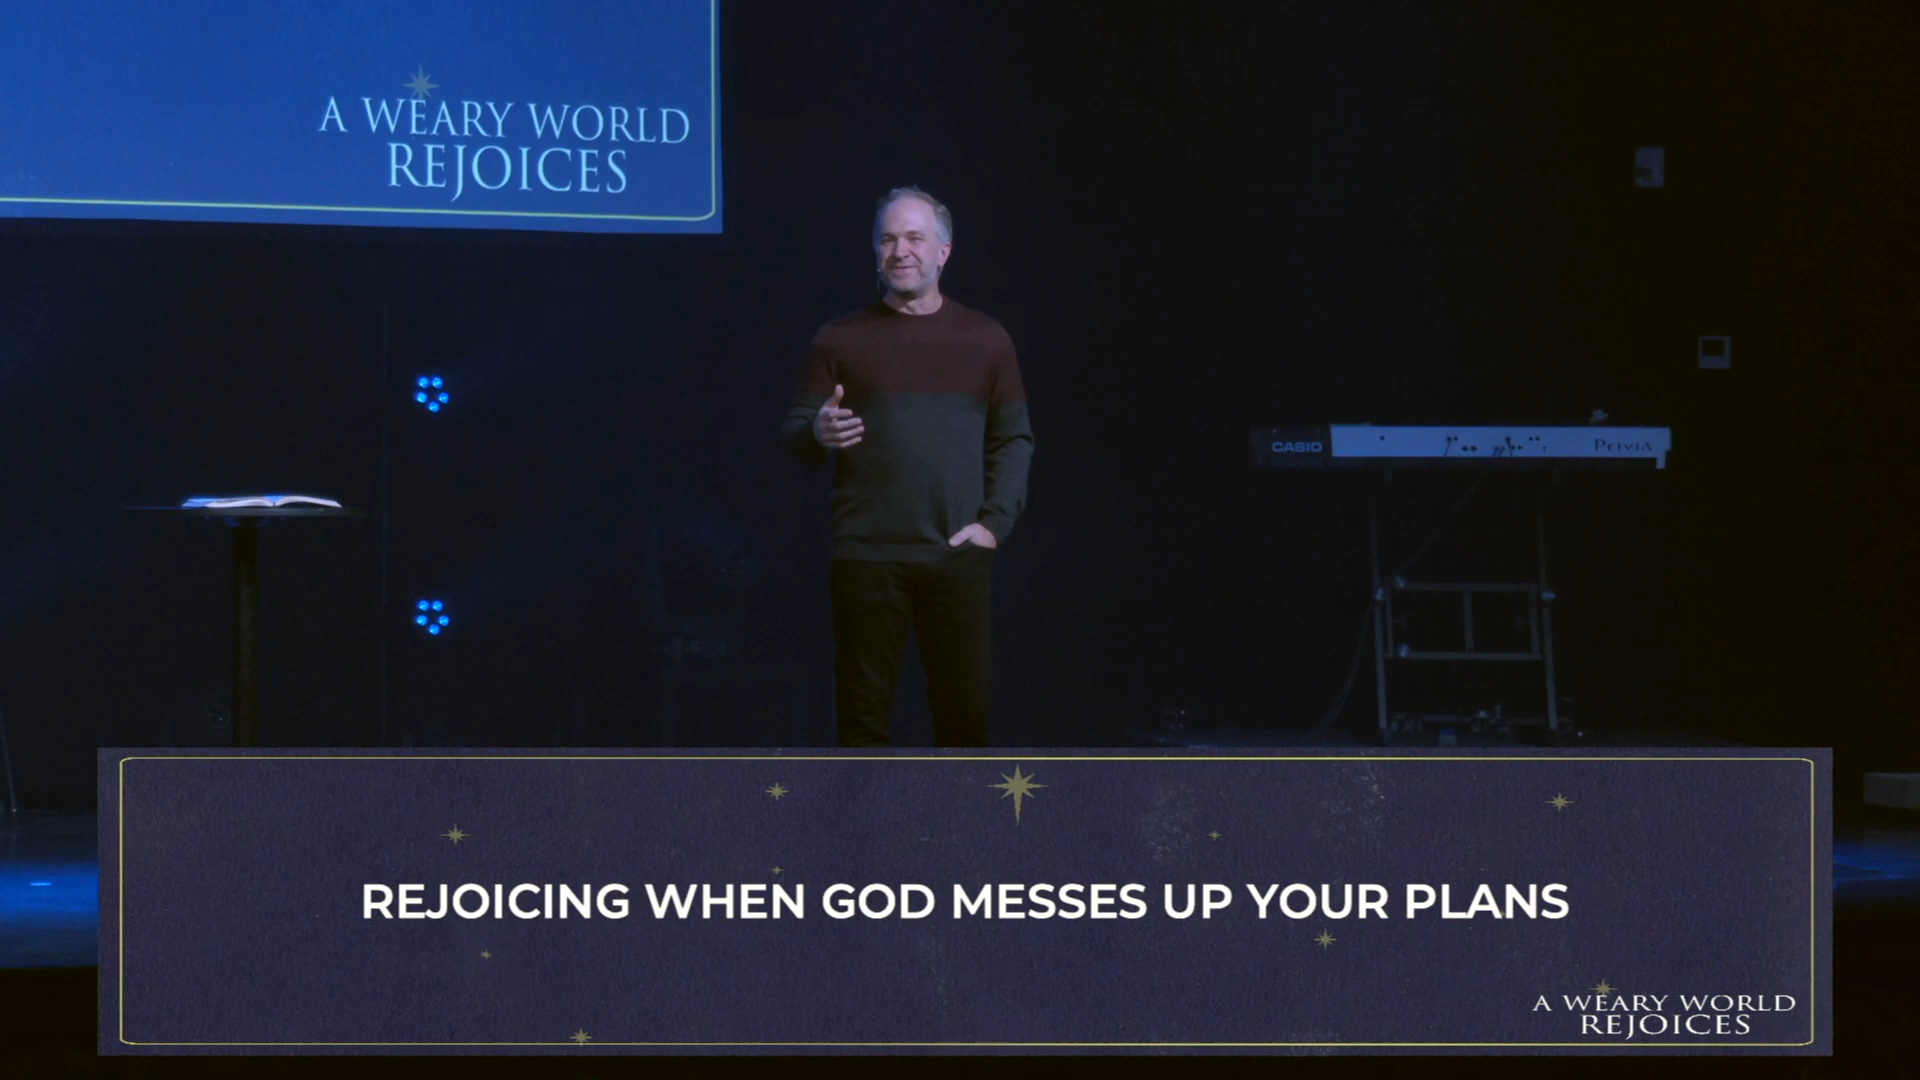 A WEARY WORLD
REJOICES
CASIO
Privia
REJOICING WHEN GOD MESSES UP YOUR PLANS
A WEARY WORLD
REJOICES